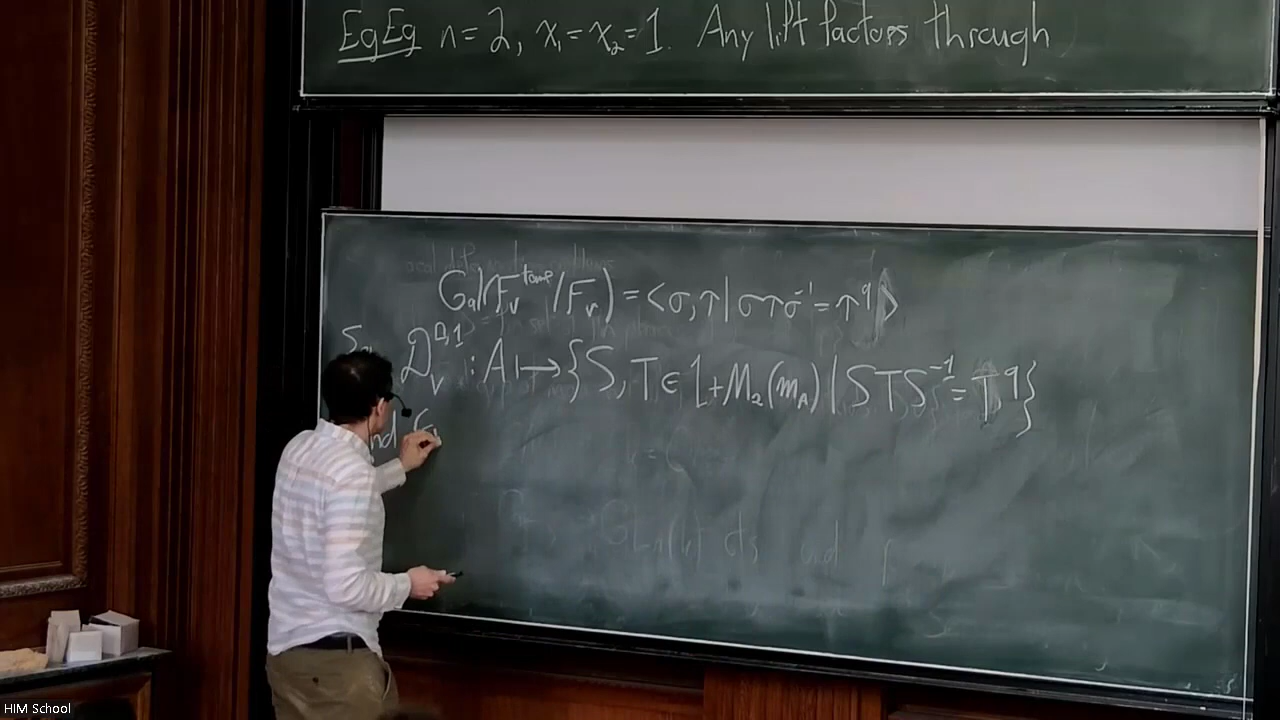 EgEg n=2, x₁=x₂=1. Any lift factors through
Gal(F_v^tame/F_v) = <σ,τ|στσ⁻¹=τ^q>
D_v^{□,1} : A ↦ {S,T ∈ 1+M₂(m_A) | STS⁻¹=T^q}
HIM School